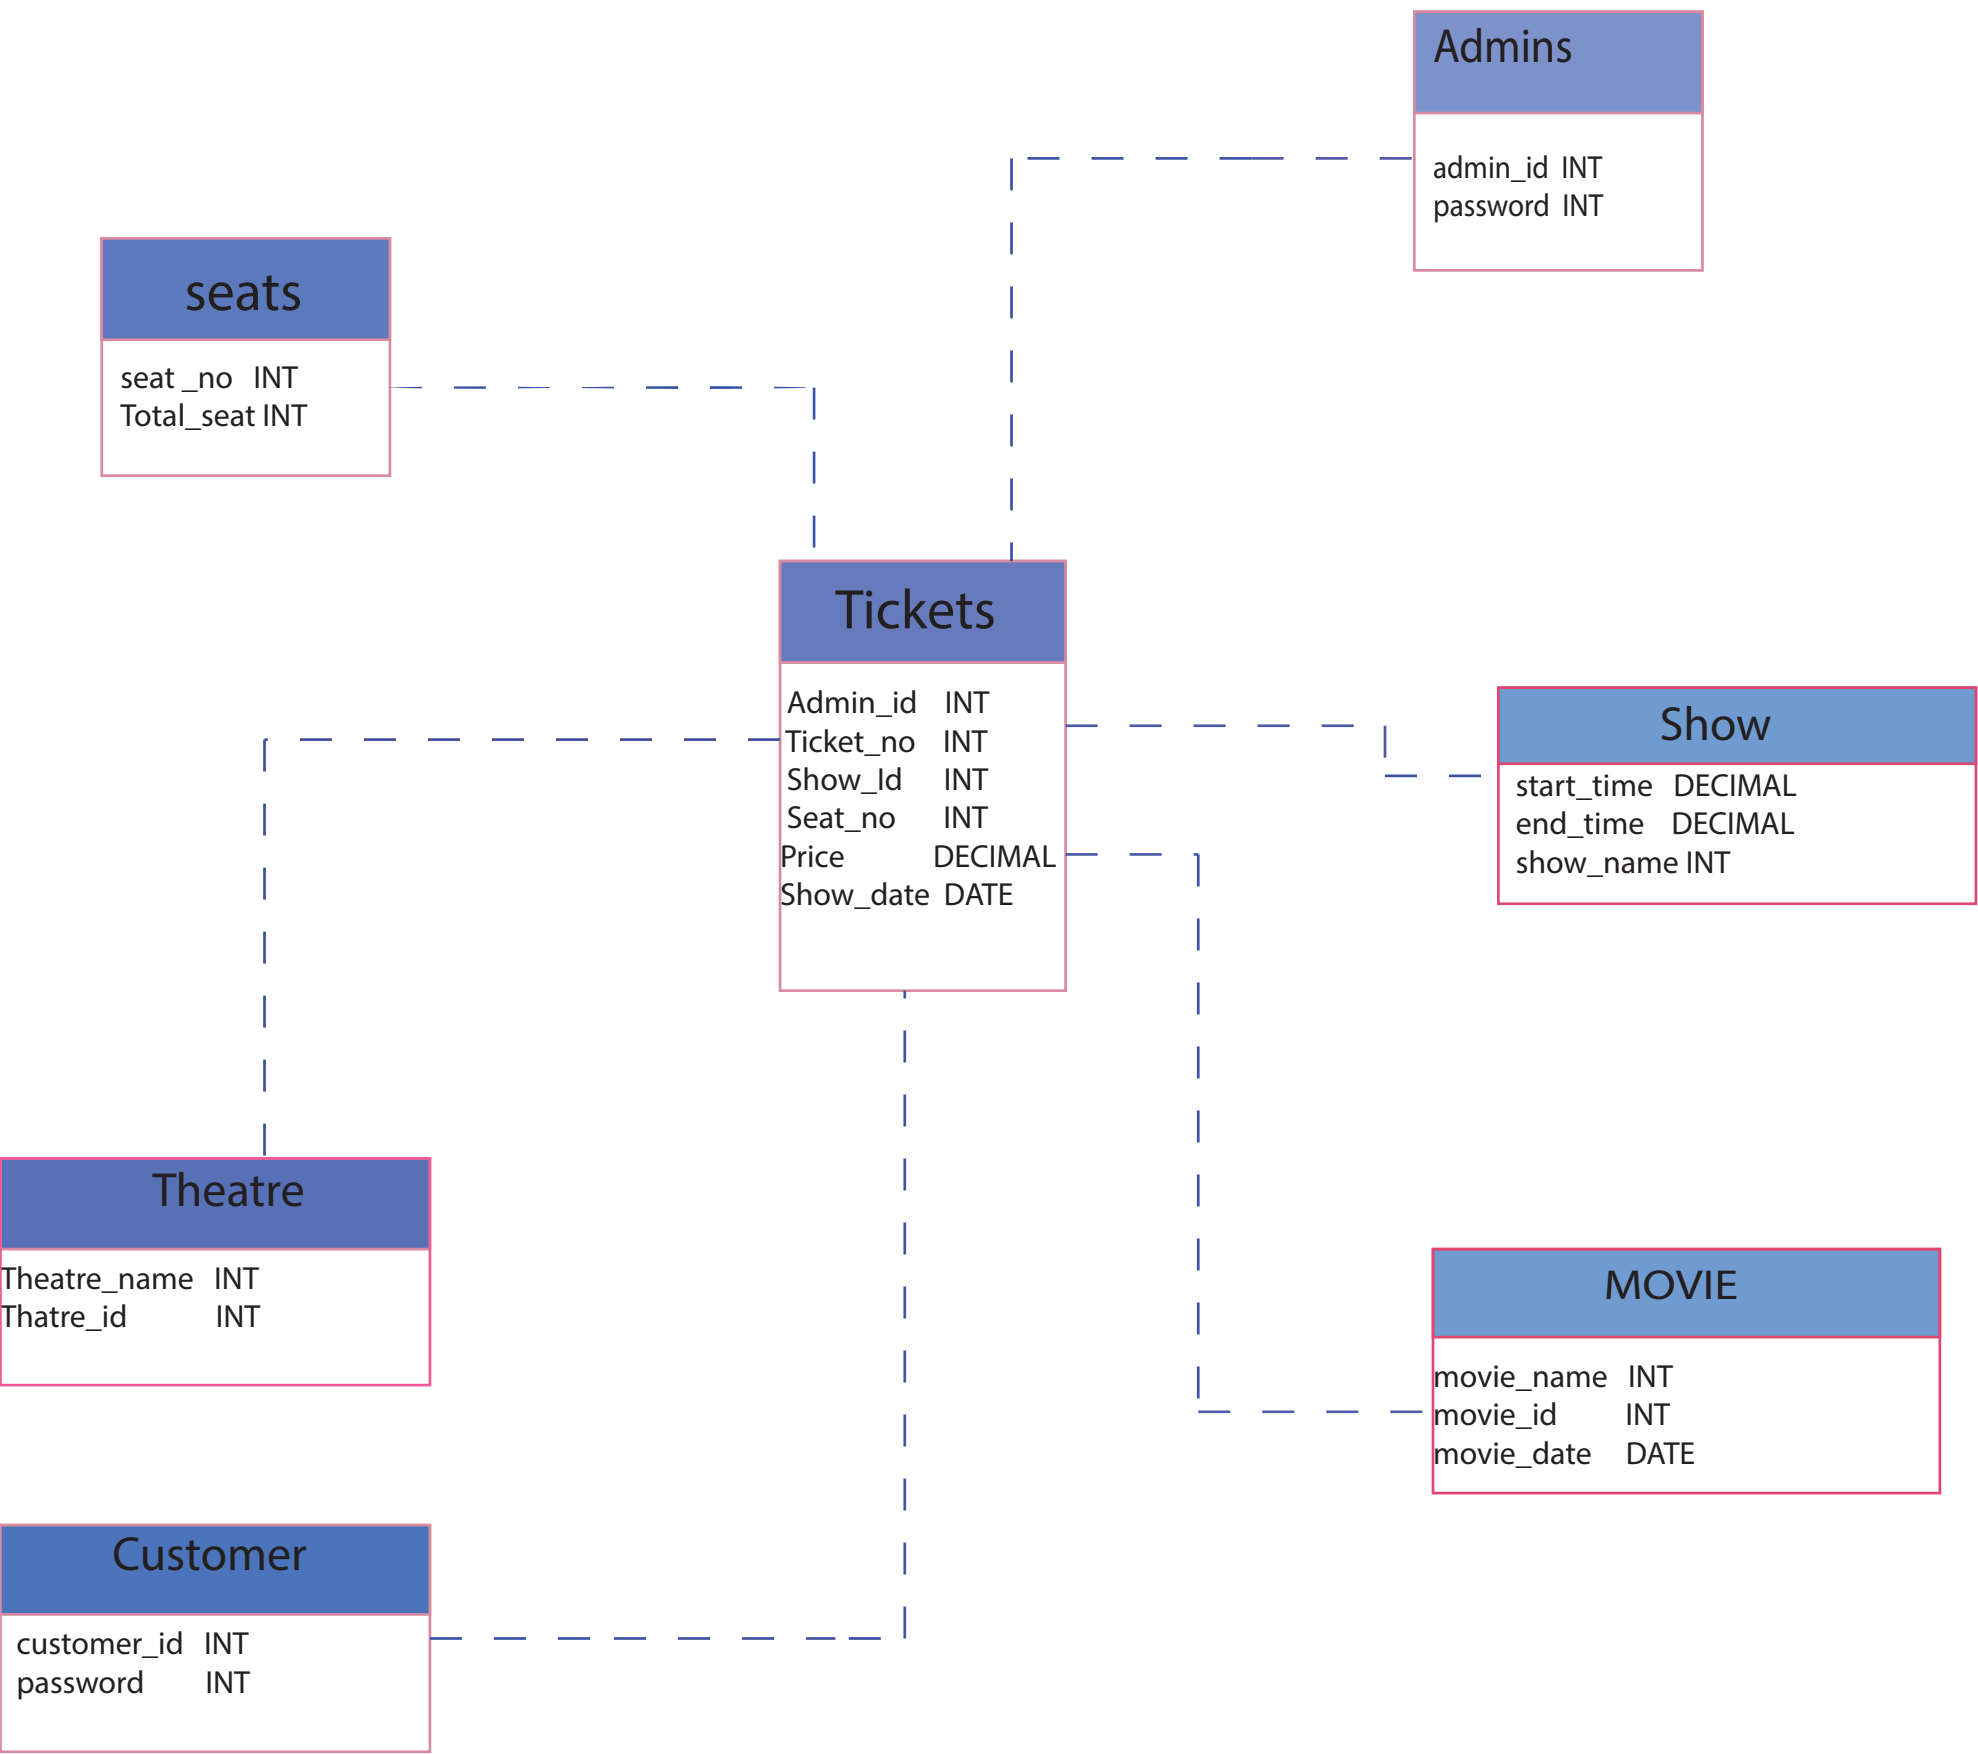 Admins
admin_id INT
password INT
seats
seat _no INT
Total_seat INT
Tickets
Admin_id INT
Ticket_no INT
Show_Id INT
Seat_no INT
Price DECIMAL
Show_date DATE
Show
start_time DECIMAL
end_time DECIMAL
show_name INT
Theatre
Theatre_name INT
Thatre_id INT
MOVIE
movie_name INT
movie_id INT
movie_date DATE
Customer
customer_id INT
password INT